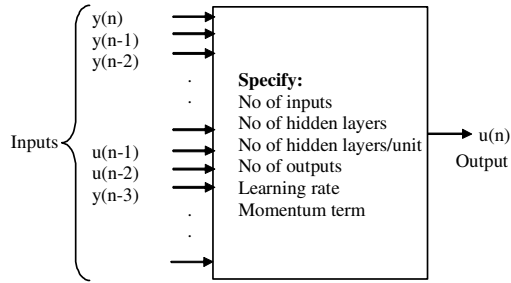 y(n)
y(n-1)
y(n-2)
.
.
Inputs
u(n-1)
u(n-2)
y(n-3)
.
.
Specify:
No of inputs
No of hidden layers
No of hidden layers/unit
No of outputs
Learning rate
Momentum term
u(n)
Output